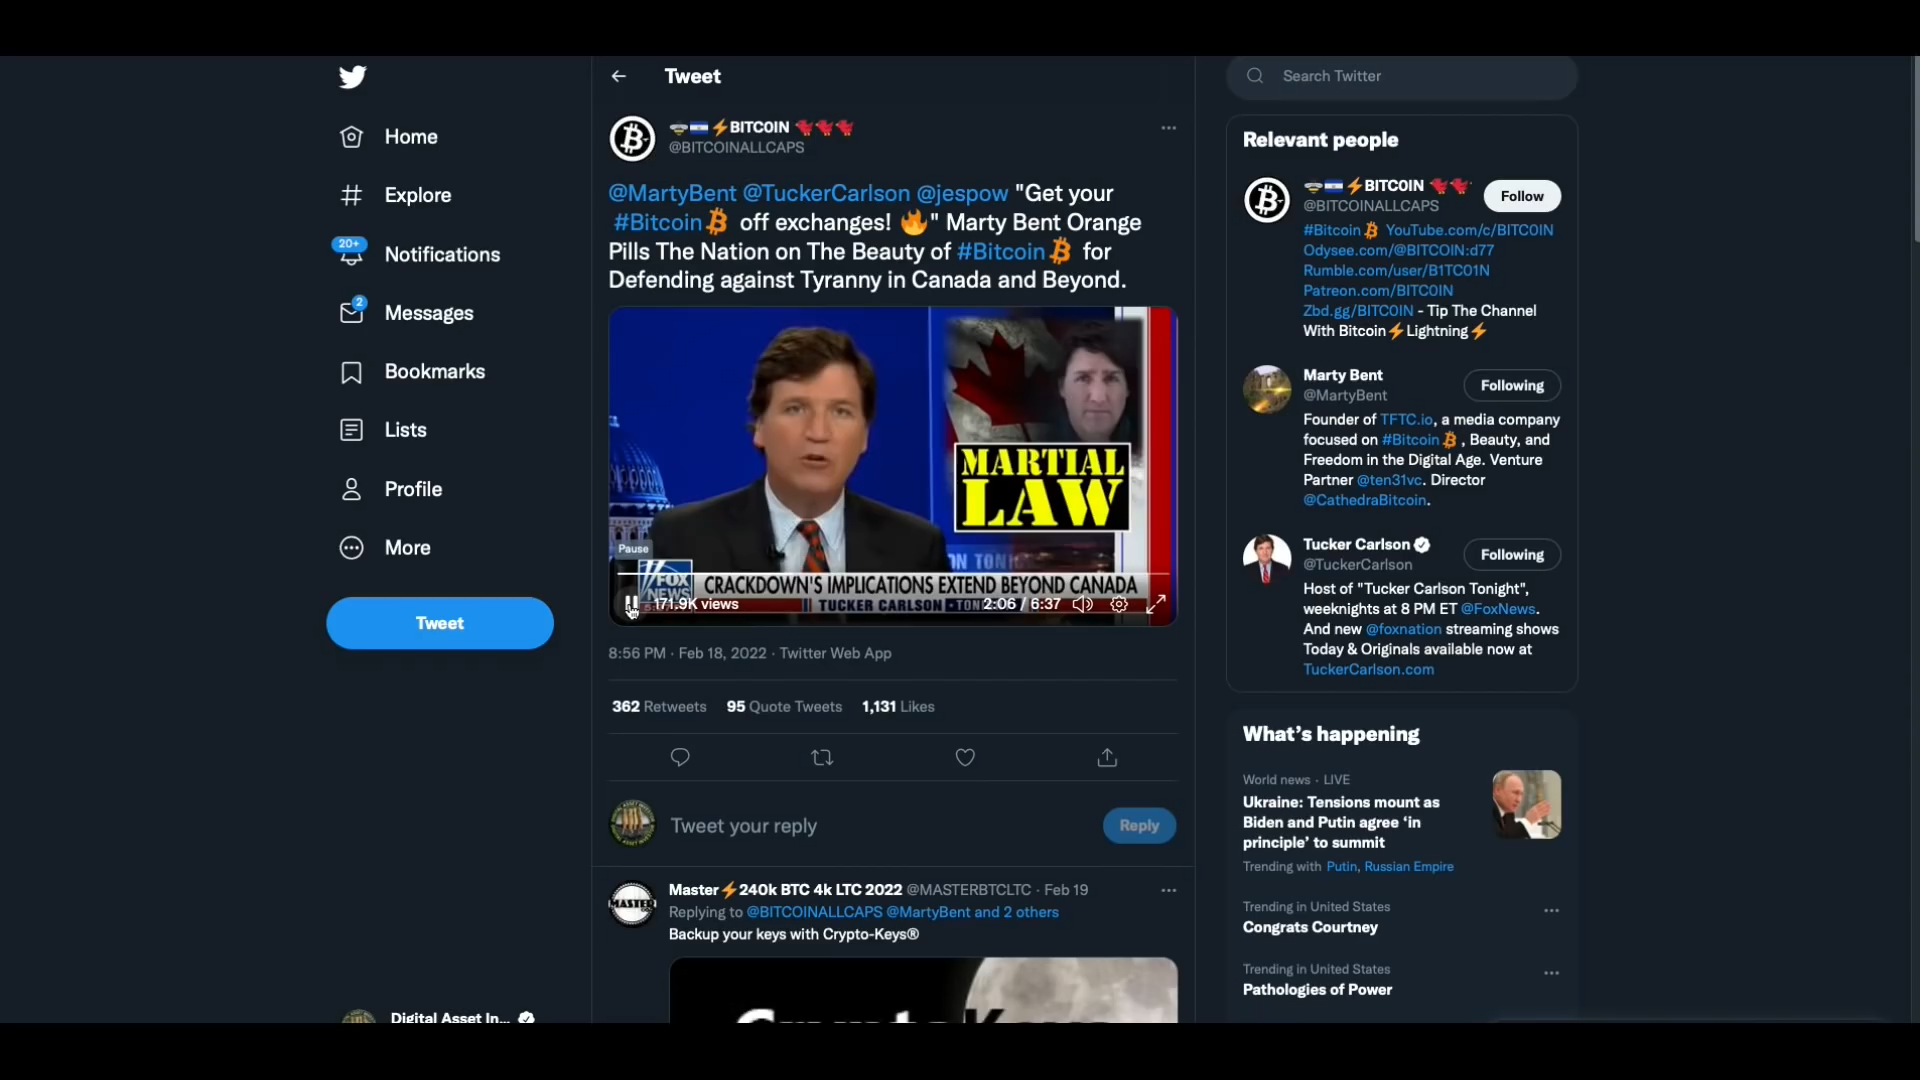 Home
Explore
20+
Notifications
2
Messages
Bookmarks
Lists
Profile
More
Tweet
Digital Asset In...
Tweet
BITCOIN
@BITCOINALLCAPS
@MartyBent @TuckerCarlson @jespow "Get your
#Bitcoin off exchanges! 🔥" Marty Bent Orange
Pills The Nation on The Beauty of #Bitcoin for
Defending against Tyranny in Canada and Beyond.
MARTIAL
LAW
Pause
FOX
NEWS
CRACKDOWN'S IMPLICATIONS EXTEND BEYOND CANADA
TUCKER CARLSON
171.9K views
2:06 / 6:37
8:56 PM · Feb 18, 2022 · Twitter Web App
362 Retweets 95 Quote Tweets 1,131 Likes
Tweet your reply
Reply
Master⚡240k BTC 4k LTC 2022 @MASTERBTCLTC · Feb 19
Replying to @BITCOINALLCAPS @MartyBent and 2 others
Backup your keys with Crypto-Keys®
MASTER
Search Twitter
Relevant people
BITCOIN
@BITCOINALLCAPS
Follow
#Bitcoin YouTube.com/c/BITC0IN
Odysee.com/@BITCOIN:d77
Rumble.com/user/B1TC01N
Patreon.com/BITC0IN
Zbd.gg/BITC0IN - Tip The Channel
With Bitcoin⚡Lightning⚡
Marty Bent
@MartyBent
Following
Founder of TFTC.io, a media company
focused on #Bitcoin , Beauty, and
Freedom in the Digital Age. Venture
Partner @ten31vc. Director
@CathedraBitcoin.
Tucker Carlson
@TuckerCarlson
Following
Host of "Tucker Carlson Tonight",
weeknights at 8 PM ET @FoxNews.
And new @foxnation streaming shows
Today & Originals available now at
TuckerCarlson.com
What's happening
World news · LIVE
Ukraine: Tensions mount as
Biden and Putin agree ‘in
principle’ to summit
Trending with Putin, Russian Empire
Trending in United States
Congrats Courtney
Trending in United States
Pathologies of Power